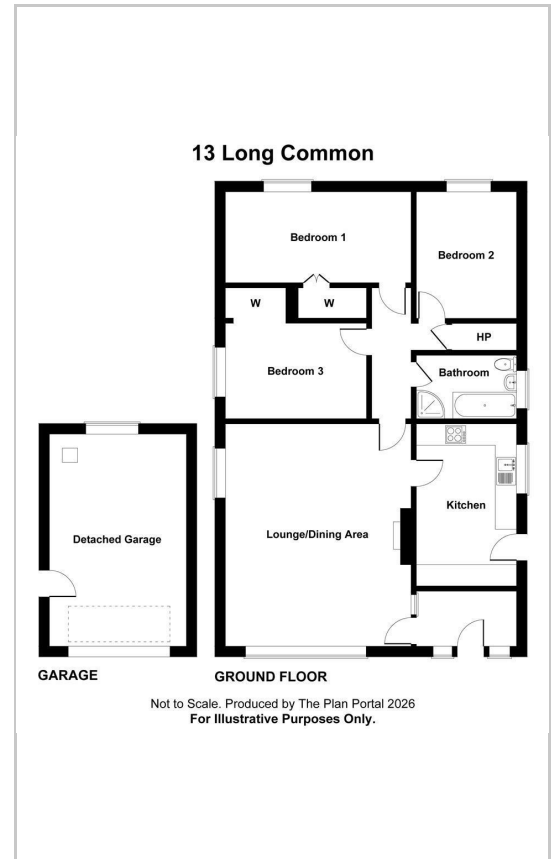 13 Long Common
Bedroom 1
Bedroom 2
W
W
HP
Bedroom 3
Bathroom
Kitchen
Lounge/Dining Area
Detached Garage
GARAGE
GROUND FLOOR
Not to Scale. Produced by The Plan Portal 2026
For Illustrative Purposes Only.